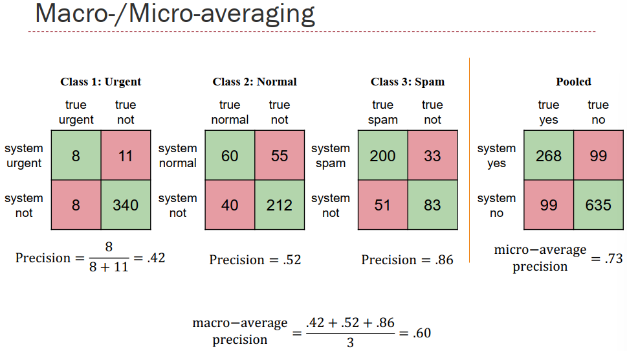 Macro-/Micro-averaging
Class 1: Urgent
true urgent
true not
system urgent
8
11
system not
8
340
Precision = 8 / 8 + 11 = .42
Class 2: Normal
true normal
true not
system normal
60
55
system not
40
212
Precision = .52
Class 3: Spam
true spam
true not
system spam
200
33
system not
51
83
Precision = .86
Pooled
true yes
true no
system yes
268
99
system no
99
635
micro−average precision = .73
macro−average precision = .42 + .52 + .86 / 3 = .60